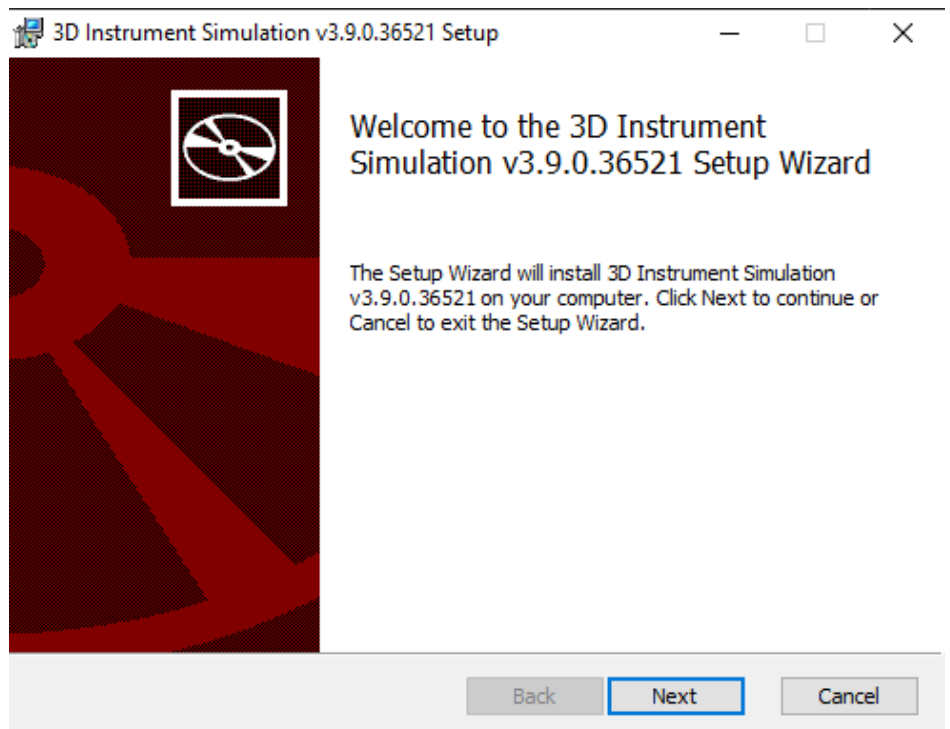 3D Instrument Simulation v3.9.0.36521 Setup
Welcome to the 3D Instrument
Simulation v3.9.0.36521 Setup Wizard
The Setup Wizard will install 3D Instrument Simulation
v3.9.0.36521 on your computer. Click Next to continue or
Cancel to exit the Setup Wizard.
Back Next Cancel